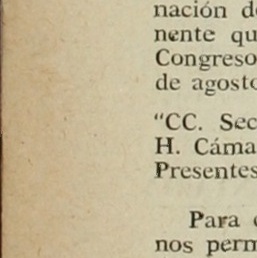 nación d
nente qu
Congreso
de agosto
"CC. Sec
H. Cáma
Presentes
Para
nos perm